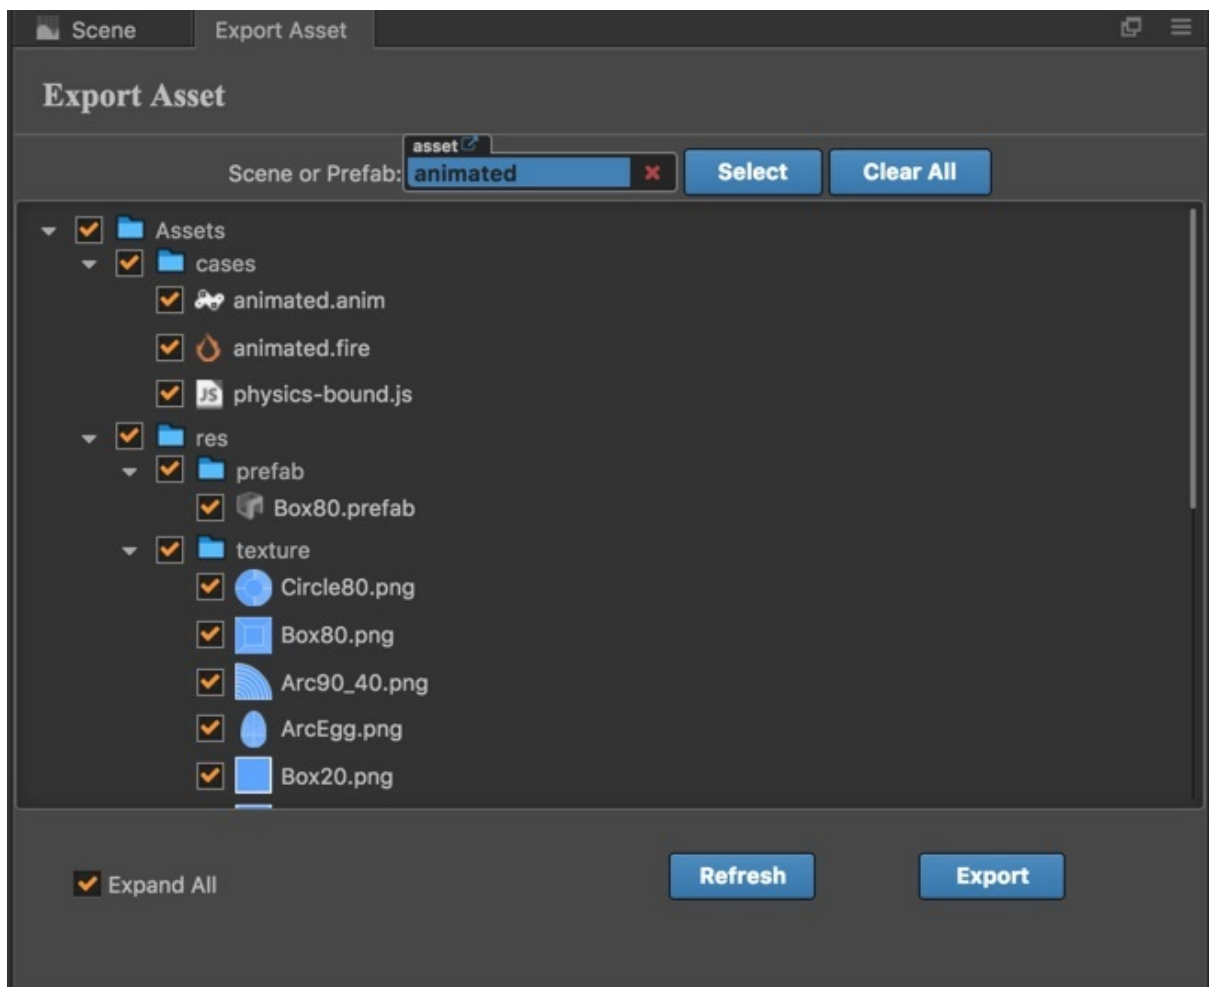 Scene Export Asset
Export Asset
asset
Scene or Prefab: animated Select Clear All
Assets
cases
animated.anim
animated.fire
JS physics-bound.js
res
prefab
Box80.prefab
texture
Circle80.png
Box80.png
Arc90_40.png
ArcEgg.png
Box20.png
Expand All Refresh Export